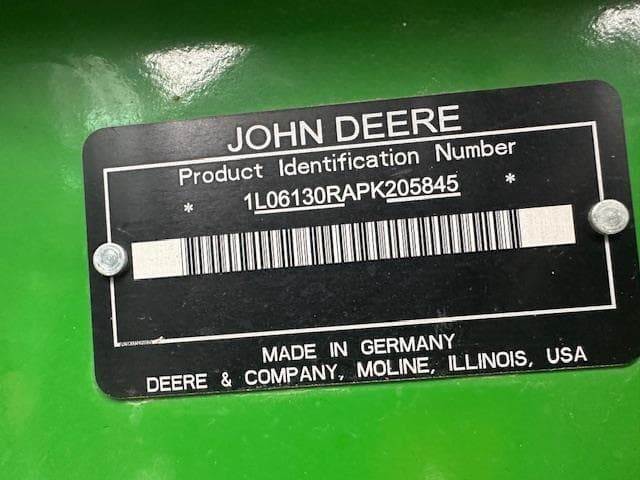 JOHN DEERE
Product Identification Number
* 1L06130RAPK205845 *
MADE IN GERMANY
DEERE & COMPANY, MOLINE, ILLINOIS, USA